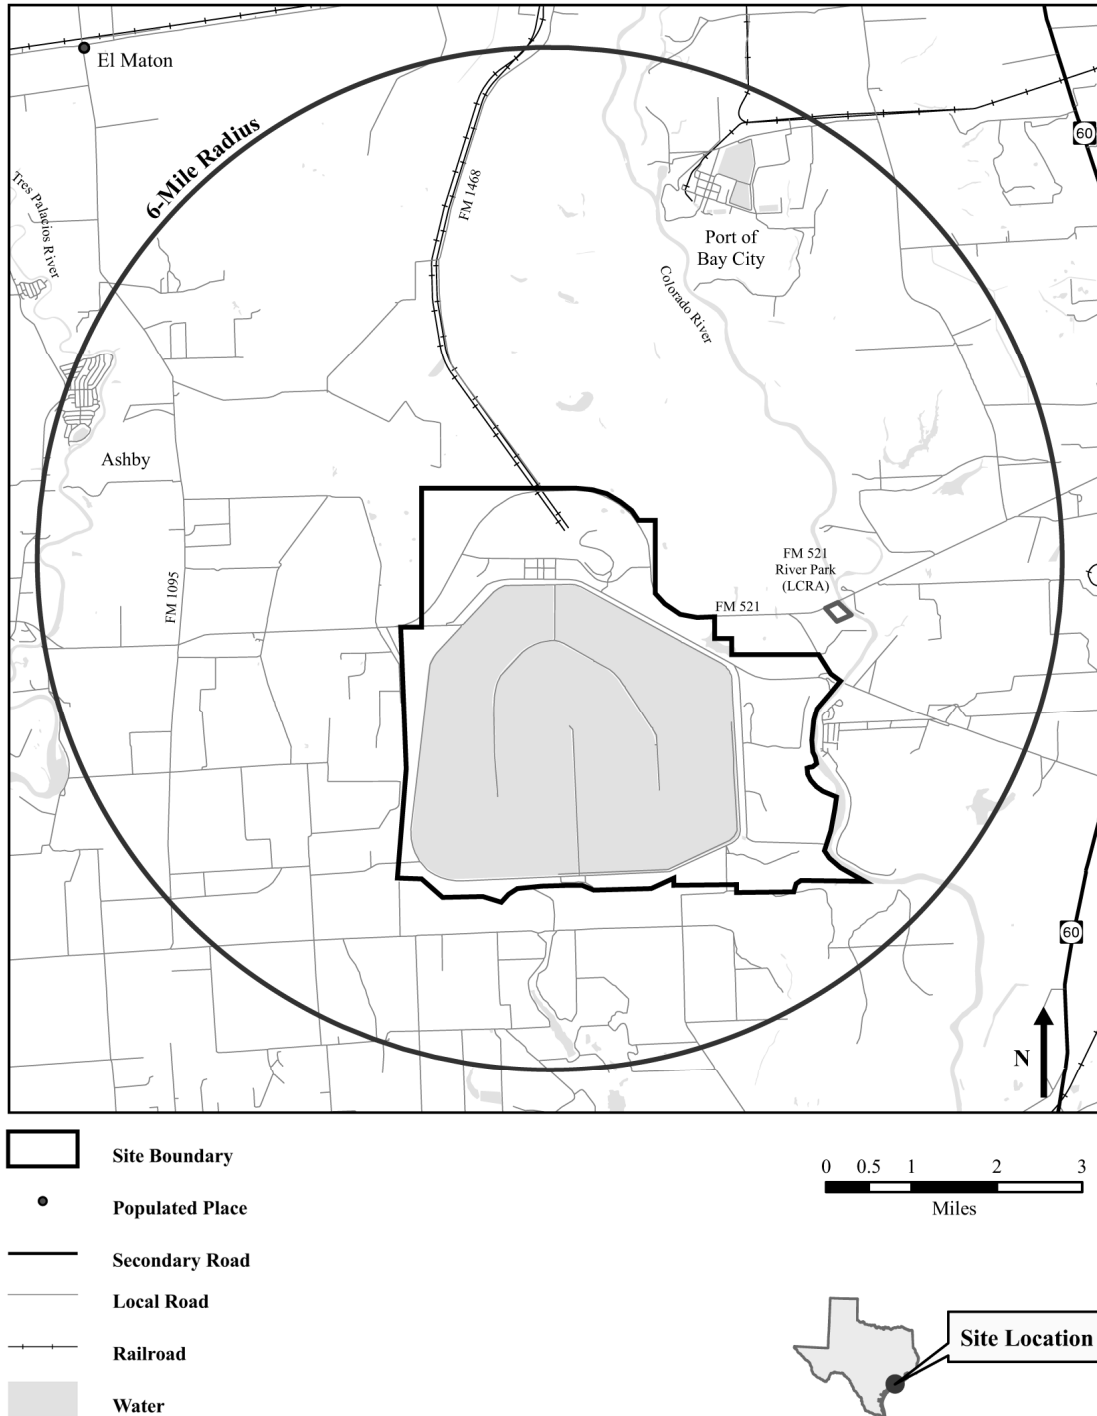 El Maton
6-Mile Radius
60
Tres Palacios River
FM 1468
Port of
Bay City
Colorado River
Ashby
FM 521
River Park
(LCRA)
FM 1095
FM 521
60
N
Site Boundary
0 0.5 1 2 3
Populated Place
Miles
Secondary Road
Local Road
Site Location
Railroad
Water